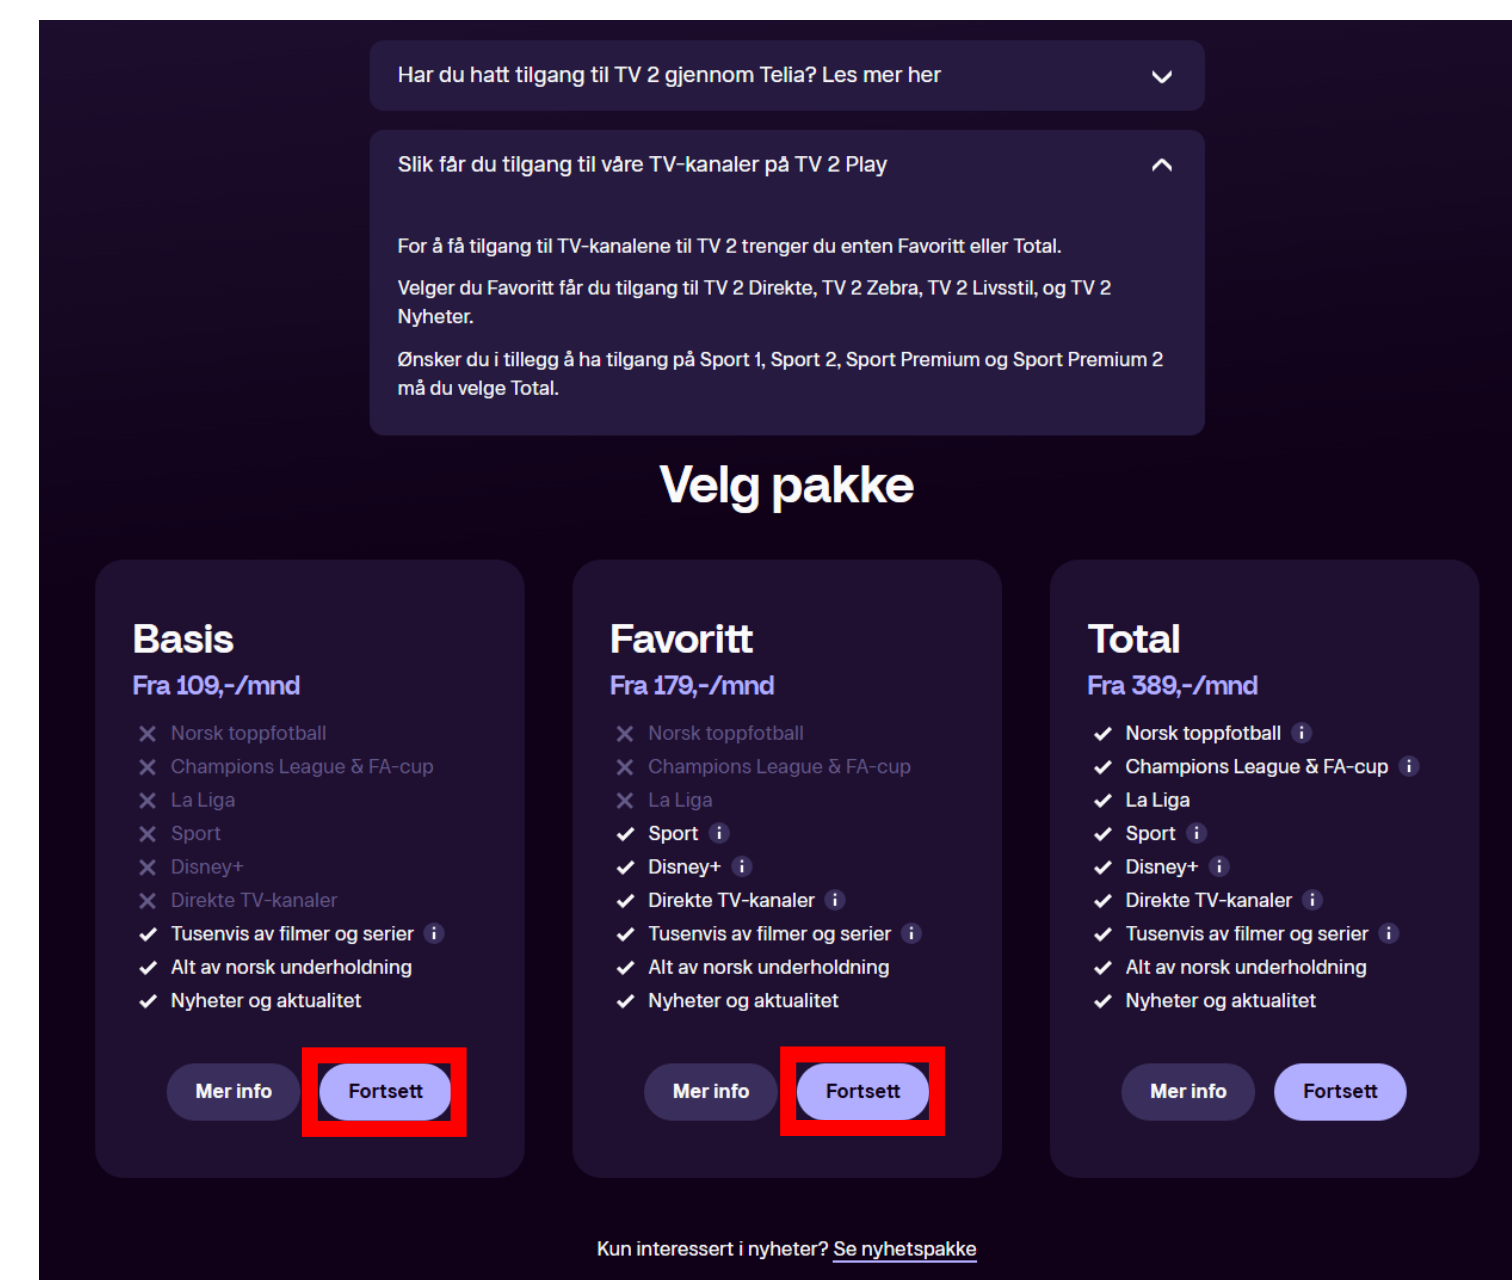 Har du hatt tilgang til TV 2 gjennom Telia? Les mer her
Slik får du tilgang til våre TV-kanaler på TV 2 Play
For å få tilgang til TV-kanalene til TV 2 trenger du enten Favoritt eller Total.
Velger du Favoritt får du tilgang til TV 2 Direkte, TV 2 Zebra, TV 2 Livsstil, og TV 2
Nyheter.
Ønsker du i tillegg å ha tilgang på Sport 1, Sport 2, Sport Premium og Sport Premium 2
må du velge Total.
Velg pakke
Basis
Fra 109,-/mnd
Norsk toppfotball
Champions League & FA-cup
La Liga
Sport
Disney+
Direkte TV-kanaler
Tusenvis av filmer og serier i
Alt av norsk underholdning
Nyheter og aktualitet
Mer info Fortsett
Favoritt
Fra 179,-/mnd
Norsk toppfotball
Champions League & FA-cup
La Liga
Sport i
Disney+ i
Direkte TV-kanaler i
Tusenvis av filmer og serier i
Alt av norsk underholdning
Nyheter og aktualitet
Mer info Fortsett
Total
Fra 389,-/mnd
Norsk toppfotball i
Champions League & FA-cup i
La Liga
Sport i
Disney+ i
Direkte TV-kanaler i
Tusenvis av filmer og serier i
Alt av norsk underholdning
Nyheter og aktualitet
Mer info Fortsett
Kun interessert i nyheter? Se nyhetspakke